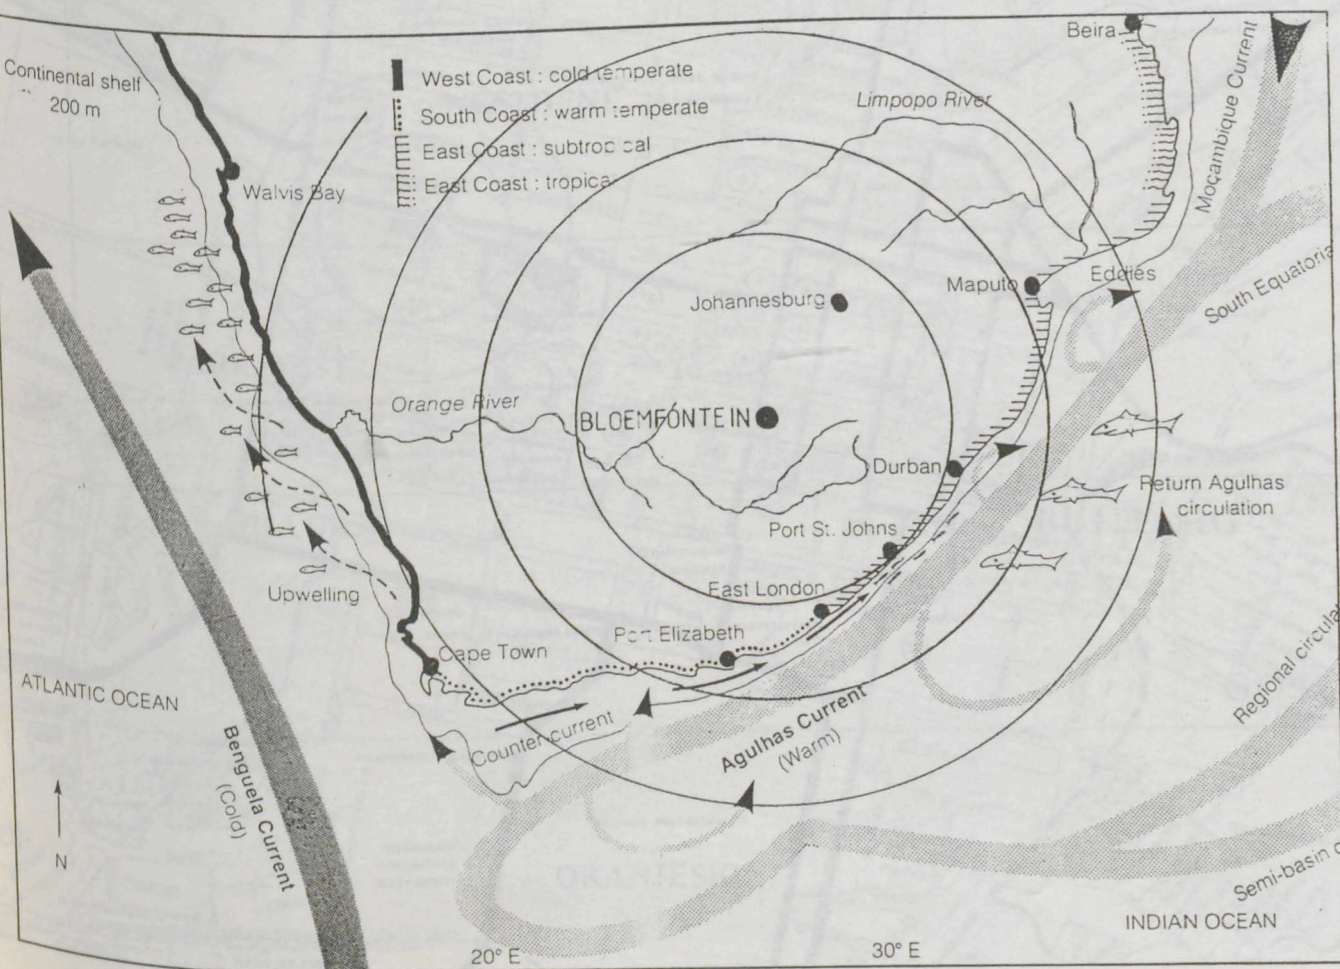 Continental shelf
200 m
West Coast : cold temperate
South Coast : warm temperate
East Coast : subtropical
East Coast : tropical
Beira
Limpopo River
Moçambique Current
Walvis Bay
South Equatoria
Maputo
Eddies
Johannesburg
Orange River
BLOEMFONTEIN
Durban
Return Agulhas
circulation
Port St. Johns
East London
Upwelling
Port Elizabeth
Cape Town
Regional circula
ATLANTIC OCEAN
Benguela Current
(Cold)
Counter current
Agulhas Current
(Warm)
N
Semi-basin c
INDIAN OCEAN
20° E
30° E